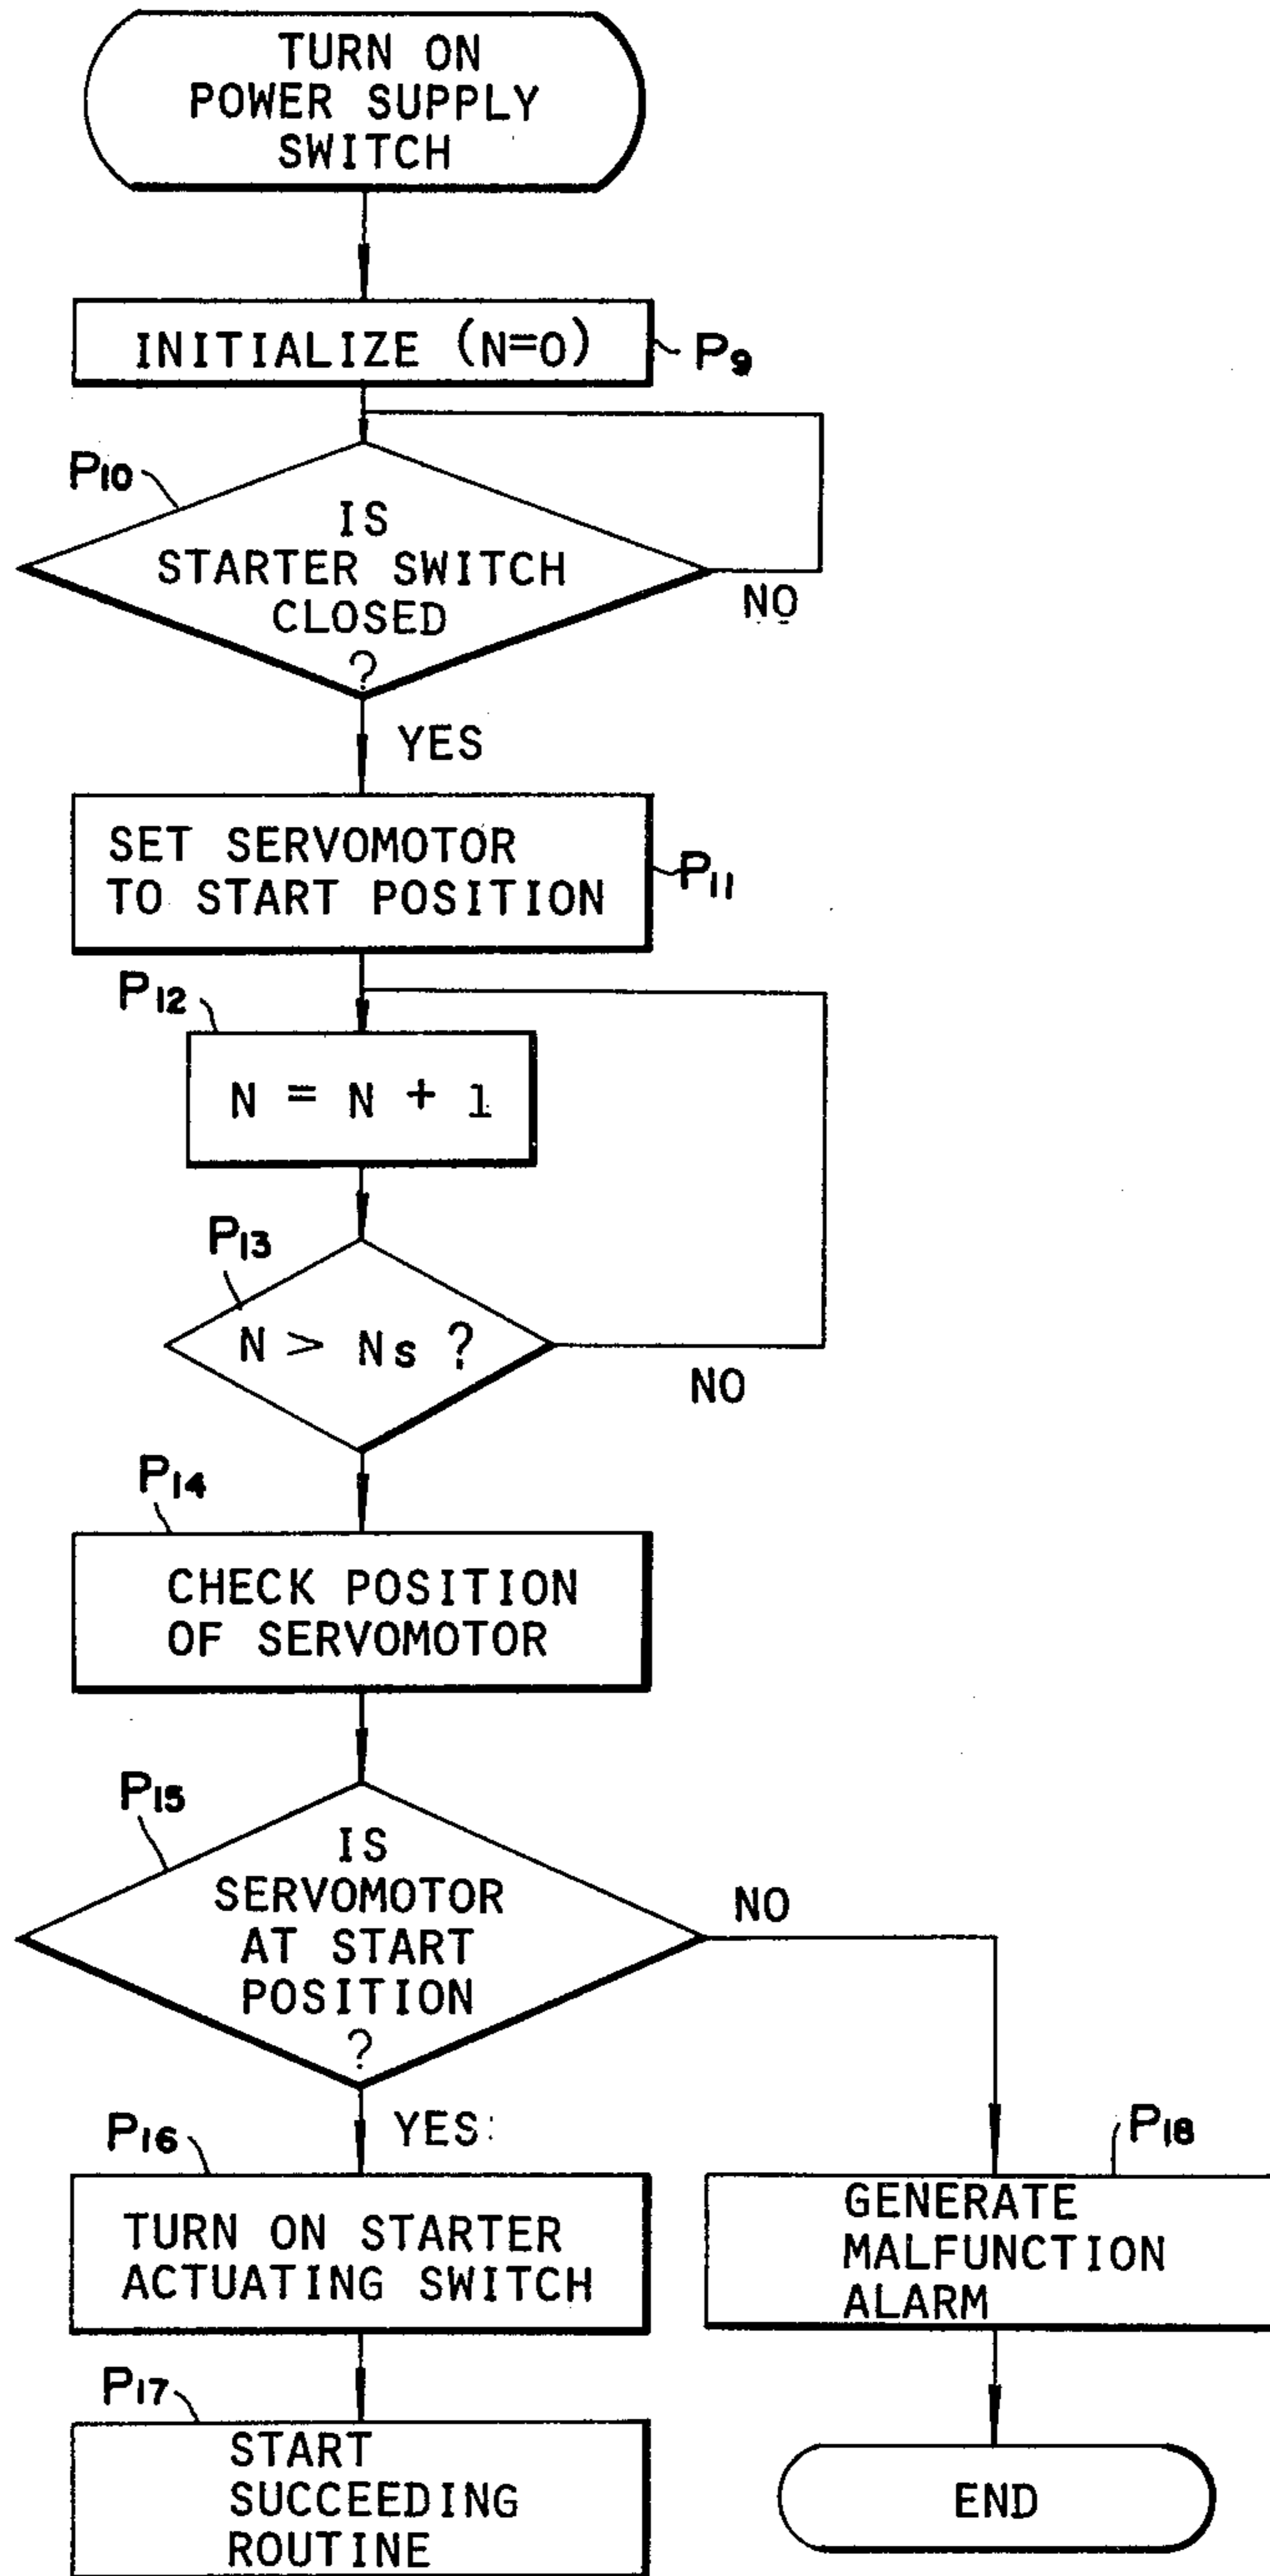 TURN ON
POWER SUPPLY
SWITCH
INITIALIZE (N=0)
P9
P10
IS
STARTER SWITCH
CLOSED
?
NO
YES
SET SERVOMOTOR
TO START POSITION
P11
P12
N = N + 1
P13
N > Ns ?
NO
P14
CHECK POSITION
OF SERVOMOTOR
P15
IS
SERVOMOTOR
AT START
POSITION
?
NO
YES
P16
TURN ON STARTER
ACTUATING SWITCH
P18
GENERATE
MALFUNCTION
ALARM
P17
START
SUCCEEDING
ROUTINE
END